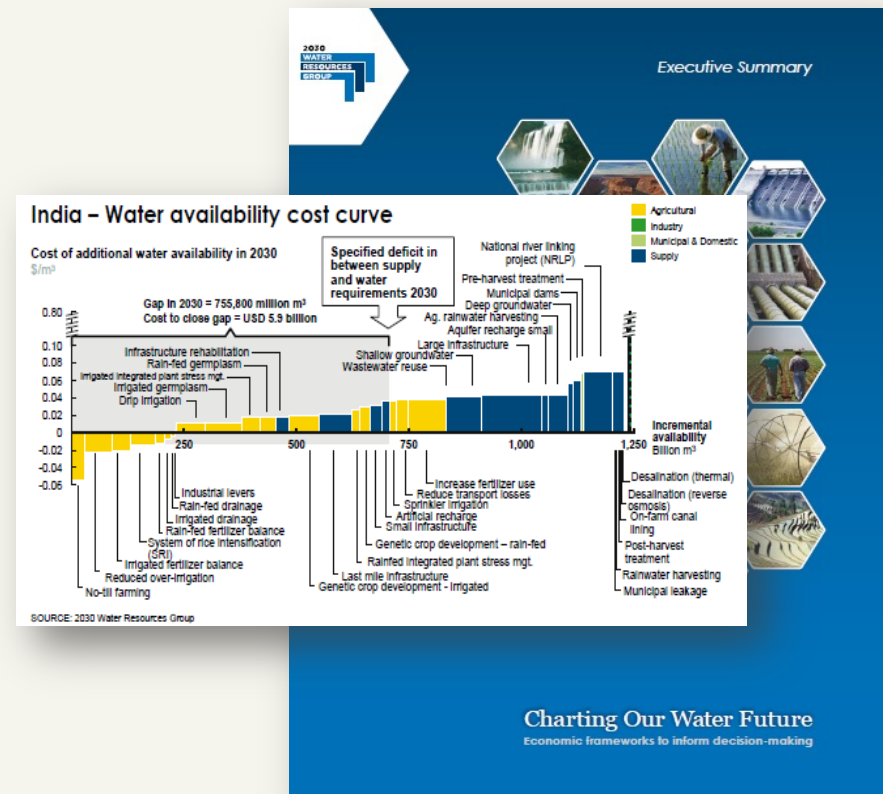 2030
WATER
RESOURCES
GROUP
Executive Summary
India – Water availability cost curve
Agricultural
Industry
Municipal & Domestic
Supply
Cost of additional water availability in 2030
$/m³
Specified deficit in
between supply
and water
requirements 2030
National river linking
project (NRLP)
Pre-harvest treatment
Municipal dams
Deep groundwater
Ag. rainwater harvesting
Aquifer recharge small
Large infrastructure
Shallow groundwater
Wastewater reuse
Gap in 2030 = 755,800 million m³
Cost to close gap = USD 5.9 billion
Infrastructure rehabilitation
Rain-fed germplasm
Irrigated integrated plant stress mgt.
Irrigated germplasm
Drip irrigation
0.80
0.10
0.08
0.06
0.04
0.02
0
-0.02
-0.04
-0.06
250
500
750
1,000
1,250
Incremental
availability
Billion m³
Industrial levers
Rain-fed drainage
Irrigated drainage
Rain-fed fertilizer balance
System of rice intensification
(SRI)
Irrigated fertilizer balance
Reduced over-irrigation
No-till farming
Increase fertilizer use
Reduce transport losses
Sprinkler irrigation
Artificial recharge
Small infrastructure
Genetic crop development – rain-fed
Rainfed integrated plant stress mgt.
Last mile infrastructure
Genetic crop development - irrigated
Desalination (thermal)
Desalination (reverse
osmosis)
On-farm canal
lining
Post-harvest
treatment
Rainwater harvesting
Municipal leakage
SOURCE: 2030 Water Resources Group
Charting Our Water Future
Economic frameworks to inform decision-making